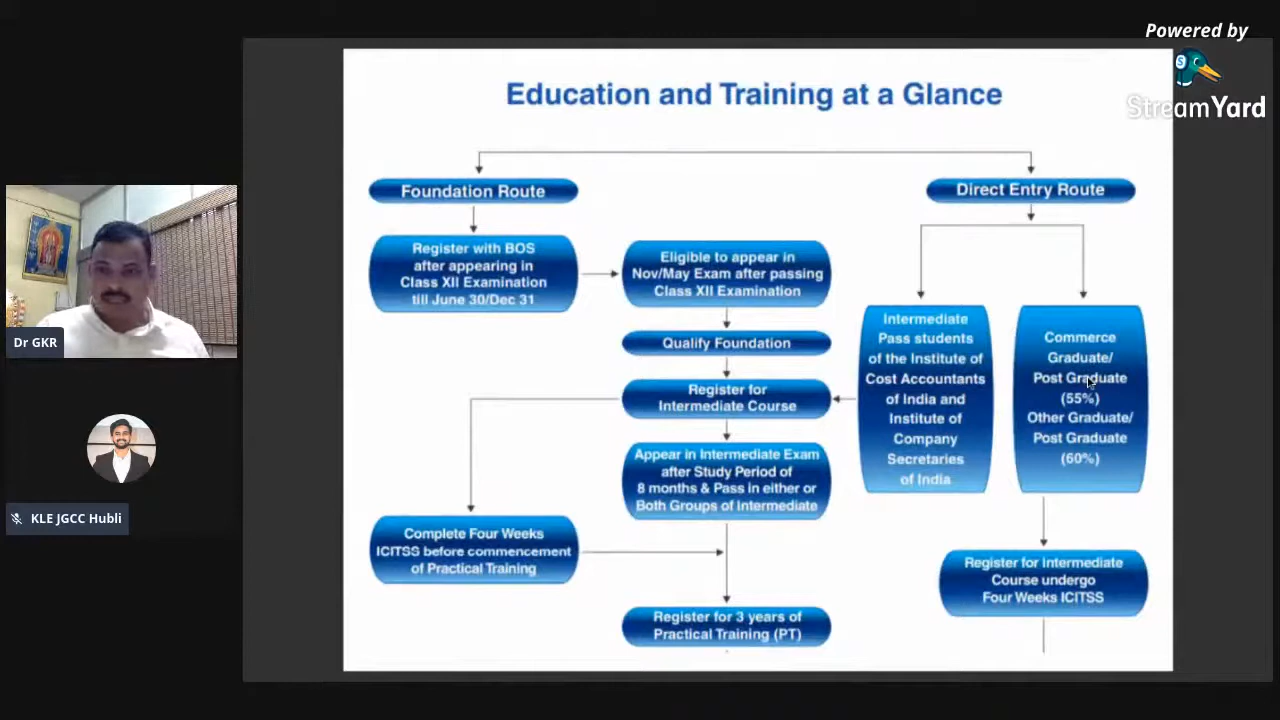 Powered by
StreamYard
Education and Training at a Glance
Foundation Route
Direct Entry Route
Register with BOS
after appearing in
Class XII Examination
till June 30/Dec 31
Eligible to appear in
Nov/May Exam after passing
Class XII Examination
Qualify Foundation
Register for
Intermediate Course
Appear in Intermediate Exam
after Study Period of
8 months & Pass in either or
Both Groups of Intermediate
Complete Four Weeks
ICITSS before commencement
of Practical Training
Register for 3 years of
Practical Training (PT)
Intermediate
Pass students
of the Institute of
Cost Accountants
of India and
Institute of
Company
Secretaries
of India
Commerce
Graduate/
Post Graduate
(55%)
Other Graduate/
Post Graduate
(60%)
Register for Intermediate
Course undergo
Four Weeks ICITSS
Dr GKR
KLE JGCC Hubli